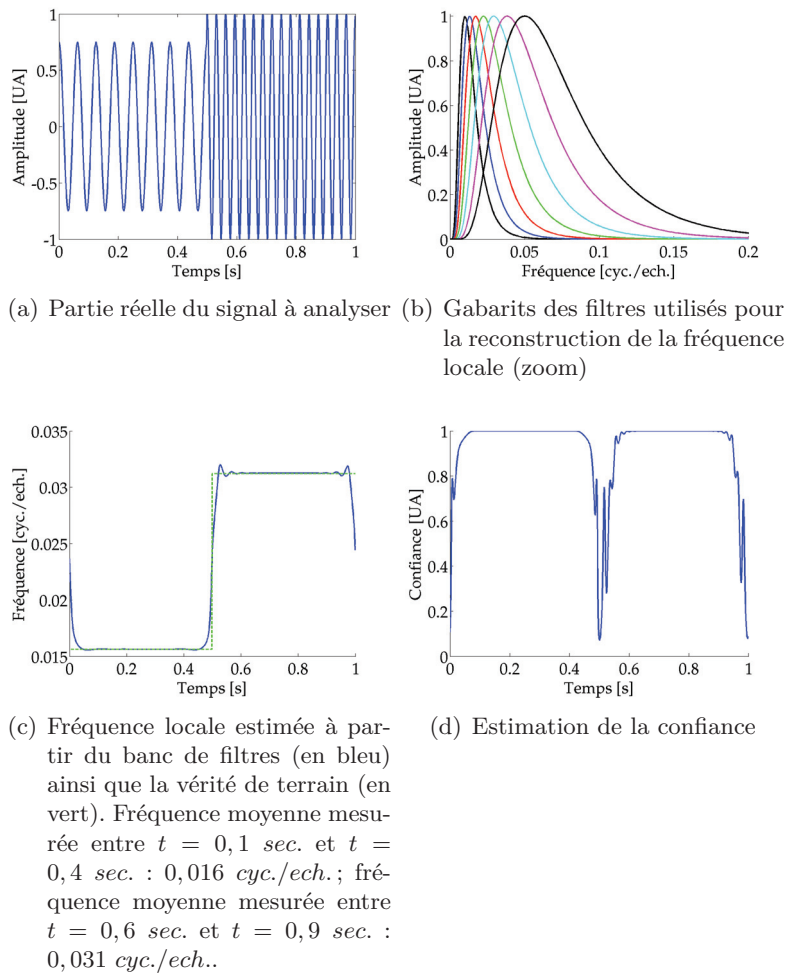 1
0.5
0
-0.5
-1
Amplitude [UA]
0
0.2
0.4
0.6
0.8
1
Temps [s]
1
0.8
0.6
0.4
0.2
0
Amplitude [UA]
0.05
0.1
0.15
0.2
Fréquence [cyc./ech.]
(a) Partie réelle du signal à analyser
(b) Gabarits des filtres utilisés pour
la reconstruction de la fréquence
locale (zoom)
0.035
0.03
0.025
0.02
0.015
Fréquence [cyc./ech.]
0
0.2
0.4
0.6
0.8
1
Temps [s]
1
0.8
0.6
0.4
0.2
0
Confiance [UA]
0
0.2
0.4
0.6
0.8
1
Temps [s]
(c) Fréquence locale estimée à par-
tir du banc de filtres (en bleu)
ainsi que la vérité de terrain (en
vert). Fréquence moyenne mesu-
rée entre t = 0, 1 sec. et t =
0, 4 sec. : 0, 016 cyc./ech. ; fré-
quence moyenne mesurée entre
t = 0, 6 sec. et t = 0, 9 sec. :
0, 031 cyc./ech..
(d) Estimation de la confiance